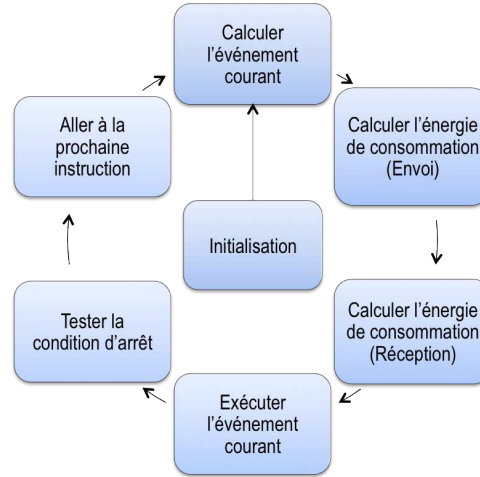 Calculer
l'événement
courant
Aller à la
prochaine
instruction
Calculer l'énergie
de consommation
(Envoi)
Initialisation
Tester la
condition d'arrêt
Calculer l'énergie
de consommation
(Réception)
Exécuter
l'événement
courant